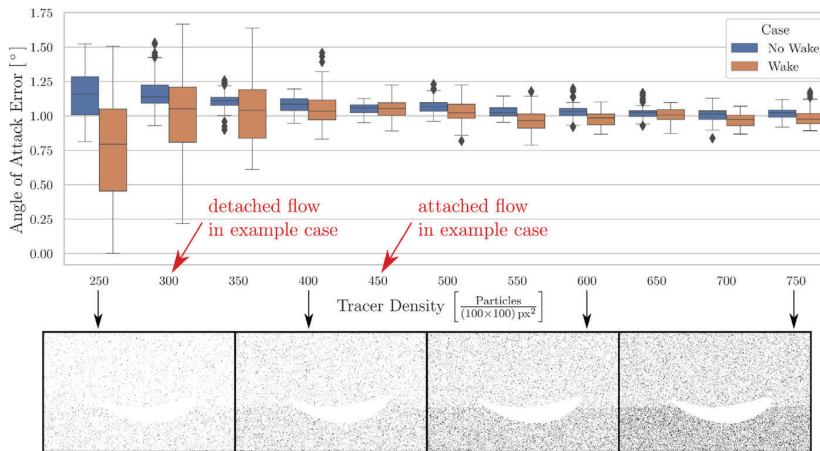 Angle of Attack Error [°]
1.75
1.50
1.25
1.00
0.75
0.50
0.25
0.00
Case
No Wake
Wake
detached flow
in example case
attached flow
in example case
250 300 350 400 450 500 550 600 650 700 750
Tracer Density [Particles / (100×100) px²]